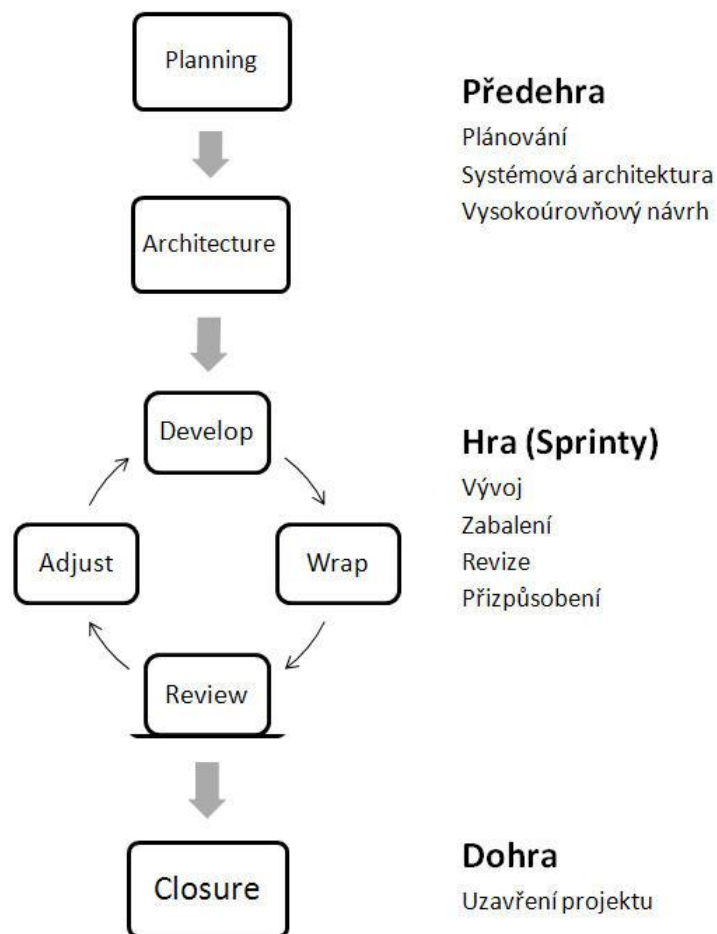 Planning
Předehra
Plánování
Systémová architektura
Vysokoúrovňový návrh
Architecture
Develop
Hra (Sprinty)
Vývoj
Zabalení
Revize
Přizpůsobení
Adjust
Wrap
Review
Closure
Dohra
Uzavření projektu